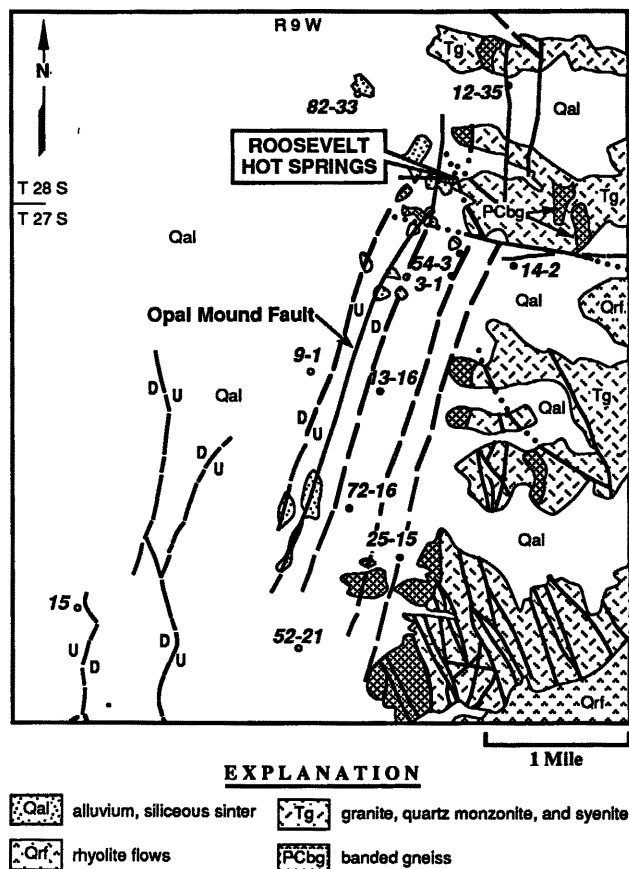 R 9 W
N
Tg
82-33
12-35
Qal
ROOSEVELT
HOT SPRINGS
T 28 S
T 27 S
PCbg
Tg
Qal
54-3
14-2
3-1
Qal
Qrf
U
D
Opal Mound Fault
9-1
13-16
D
U
Qal
D
U
Tg
Qal
D
U
72-16
25-15
Qal
15
U
D
D
U
52-21
Qrf
1 Mile
EXPLANATION
Qal alluvium, siliceous sinter
Tg granite, quartz monzonite, and syenite
Qrf rhyolite flows
PCbg banded gneiss